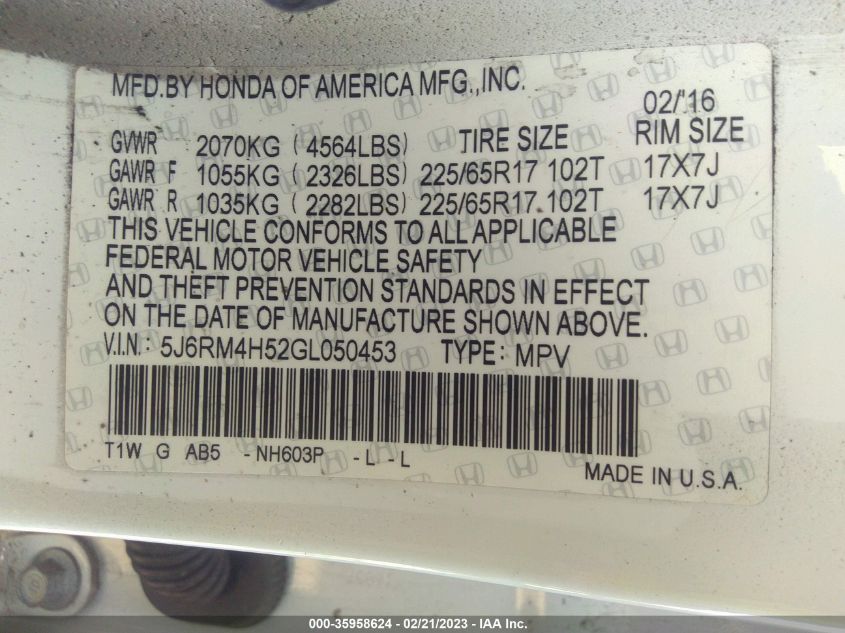 MFD.BY HONDA OF AMERICA MFG.,INC.
02/'16
GVWR 2070KG ( 4564LBS) TIRE SIZE RIM SIZE
GAWR F 1055KG ( 2326LBS) 225/65R17 102T 17X7J
GAWR R 1035KG ( 2282LBS) 225/65R17 102T 17X7J
THIS VEHICLE CONFORMS TO ALL APPLICABLE
FEDERAL MOTOR VEHICLE SAFETY
AND THEFT PREVENTION STANDARDS IN EFFECT
ON THE DATE OF MANUFACTURE SHOWN ABOVE.
V.I.N: 5J6RM4H52GL050453 TYPE: MPV
T1W G AB5 -NH603P -L -L
MADE IN U.S.A.
000-35958624 / 02/21/2023 - IAA Inc.